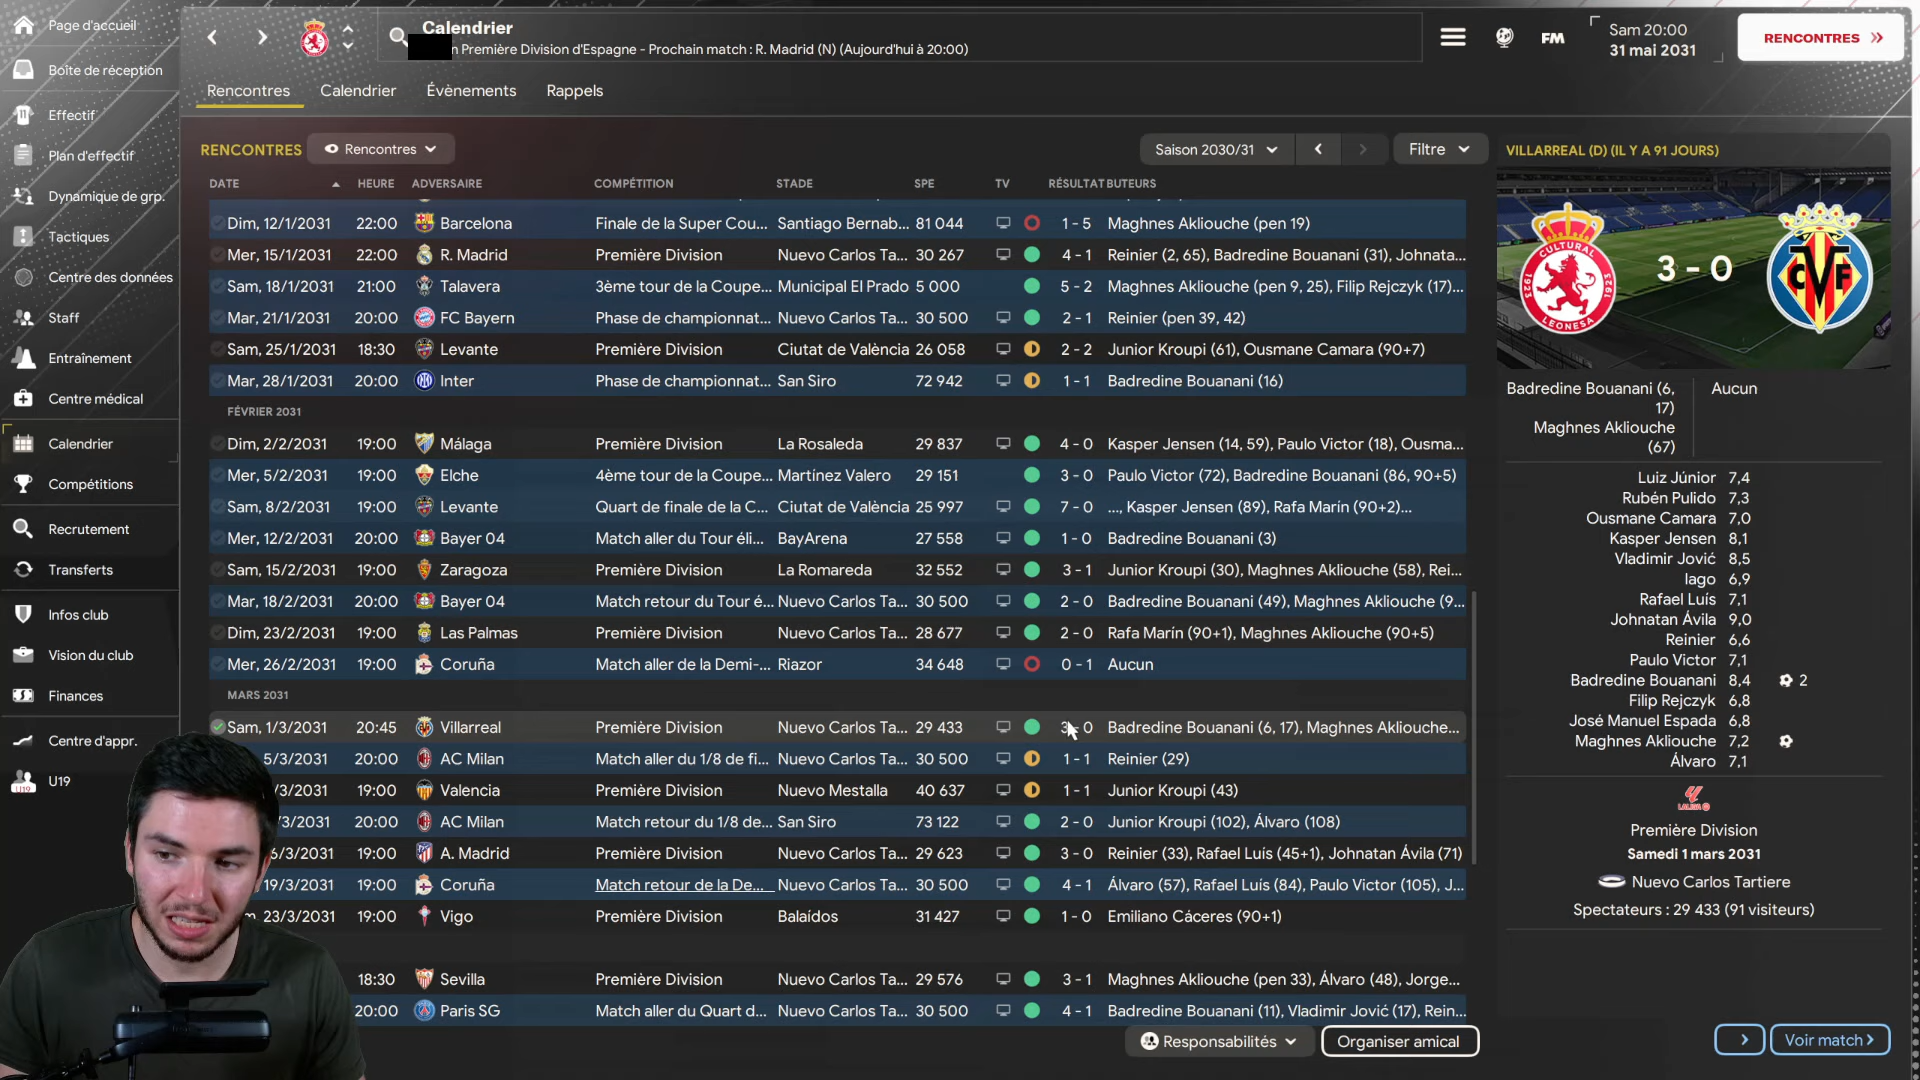 Page d'accueil
Boîte de réception
Effectif
Plan d'effectif
Dynamique de grp.
Tactiques
Centre des données
Staff
Entraînement
Centre médical
Calendrier
Compétitions
Recrutement
Transferts
Infos club
Vision du club
Finances
Centre d'appr.
U19
U19
Calendrier
n Première Division d'Espagne - Prochain match : R. Madrid (N) (Aujourd'hui à 20:00)
FM
Sam 20:00
31 mai 2031
RENCONTRES
Rencontres Calendrier Évènements Rappels
RENCONTRES Rencontres Saison 2030/31 Filtre
DATE HEURE ADVERSAIRE COMPÉTITION STADE SPE TV RÉSULTAT BUTEURS
Dim, 12/1/2031 22:00 Barcelona Finale de la Super Cou... Santiago Bernab... 81 044 1 - 5 Maghnes Akliouche (pen 19)
Mer, 15/1/2031 22:00 R. Madrid Première Division Nuevo Carlos Ta... 30 267 4 - 1 Reinier (2, 65), Badredine Bouanani (31), Johnata...
Sam, 18/1/2031 21:00 Talavera 3ème tour de la Coupe... Municipal El Prado 5 000 5 - 2 Maghnes Akliouche (pen 9, 25), Filip Rejczyk (17)...
Mar, 21/1/2031 20:00 FC Bayern Phase de championnat... Nuevo Carlos Ta... 30 500 2 - 1 Reinier (pen 39, 42)
Sam, 25/1/2031 18:30 Levante Première Division Ciutat de València 26 058 2 - 2 Junior Kroupi (61), Ousmane Camara (90+7)
Mar, 28/1/2031 20:00 Inter Phase de championnat... San Siro 72 942 1 - 1 Badredine Bouanani (16)
FÉVRIER 2031
Dim, 2/2/2031 19:00 Málaga Première Division La Rosaleda 29 837 4 - 0 Kasper Jensen (14, 59), Paulo Victor (18), Ousma...
Mer, 5/2/2031 19:00 Elche 4ème tour de la Coupe... Martínez Valero 29 151 3 - 0 Paulo Victor (72), Badredine Bouanani (86, 90+5)
Sam, 8/2/2031 19:00 Levante Quart de finale de la C... Ciutat de València 25 997 7 - 0 ..., Kasper Jensen (89), Rafa Marín (90+2)...
Mer, 12/2/2031 20:00 Bayer 04 Match aller du Tour éli... BayArena 27 558 1 - 0 Badredine Bouanani (3)
Sam, 15/2/2031 19:00 Zaragoza Première Division La Romareda 32 552 3 - 1 Junior Kroupi (30), Maghnes Akliouche (58), Rei...
Mar, 18/2/2031 20:00 Bayer 04 Match retour du Tour é... Nuevo Carlos Ta... 30 500 2 - 0 Badredine Bouanani (49), Maghnes Akliouche (9...
Dim, 23/2/2031 19:00 Las Palmas Première Division Nuevo Carlos Ta... 28 677 2 - 0 Rafa Marín (90+1), Maghnes Akliouche (90+5)
Mer, 26/2/2031 19:00 Coruña Match aller de la Demi-... Riazor 34 648 0 - 1 Aucun
MARS 2031
Sam, 1/3/2031 20:45 Villarreal Première Division Nuevo Carlos Ta... 29 433 3 - 0 Badredine Bouanani (6, 17), Maghnes Akliouche...
5/3/2031 20:00 AC Milan Match aller du 1/8 de fi... Nuevo Carlos Ta... 30 500 1 - 1 Reinier (29)
/3/2031 19:00 Valencia Première Division Nuevo Mestalla 40 637 1 - 1 Junior Kroupi (43)
/3/2031 20:00 AC Milan Match retour du 1/8 de... San Siro 73 122 2 - 0 Junior Kroupi (102), Álvaro (108)
6/3/2031 19:00 A. Madrid Première Division Nuevo Carlos Ta... 29 623 3 - 0 Reinier (33), Rafael Luís (45+1), Johnatan Ávila (71)
19/3/2031 19:00 Coruña Match retour de la De... Nuevo Carlos Ta... 30 500 4 - 1 Álvaro (57), Rafael Luís (84), Paulo Victor (105), J...
m, 23/3/2031 19:00 Vigo Première Division Balaídos 31 427 1 - 0 Emiliano Cáceres (90+1)
18:30 Sevilla Première Division Nuevo Carlos Ta... 29 576 3 - 1 Maghnes Akliouche (pen 33), Álvaro (48), Jorge...
20:00 Paris SG Match aller du Quart d... Nuevo Carlos Ta... 30 500 4 - 1 Badredine Bouanani (11), Vladimir Jović (17), Rein...
Responsabilités Organiser amical
VILLARREAL (D) (IL Y A 91 JOURS)
CULTURAL
1923
LEONESA
3 - 0
CVF
Badredine Bouanani (6,
17)
Maghnes Akliouche
(67)
Aucun
Luiz Júnior 7,4
Rubén Pulido 7,3
Ousmane Camara 7,0
Kasper Jensen 8,1
Vladimir Jović 8,5
Iago 6,9
Rafael Luís 7,1
Johnatan Ávila 9,0
Reinier 6,6
Paulo Victor 7,1
Badredine Bouanani 8,4 2
Filip Rejczyk 6,8
José Manuel Espada 6,8
Maghnes Akliouche 7,2
Álvaro 7,1
LALIGA
Première Division
Samedi 1 mars 2031
Nuevo Carlos Tartiere
Spectateurs : 29 433 (91 visiteurs)
Voir match